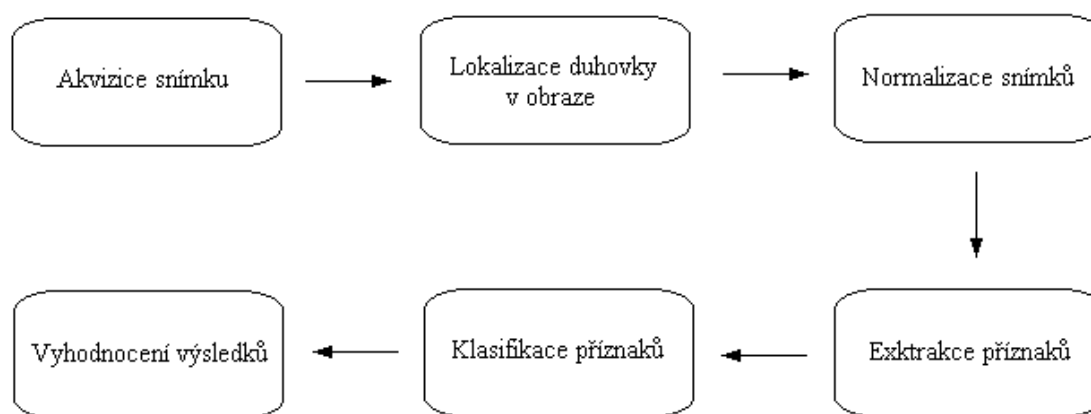 Akvizice snímku
Lokalizace duhovky
v obraze
Normalizace snímků
Exktrakce příznaků
Klasifikace příznaků
Vyhodnocení výsledků